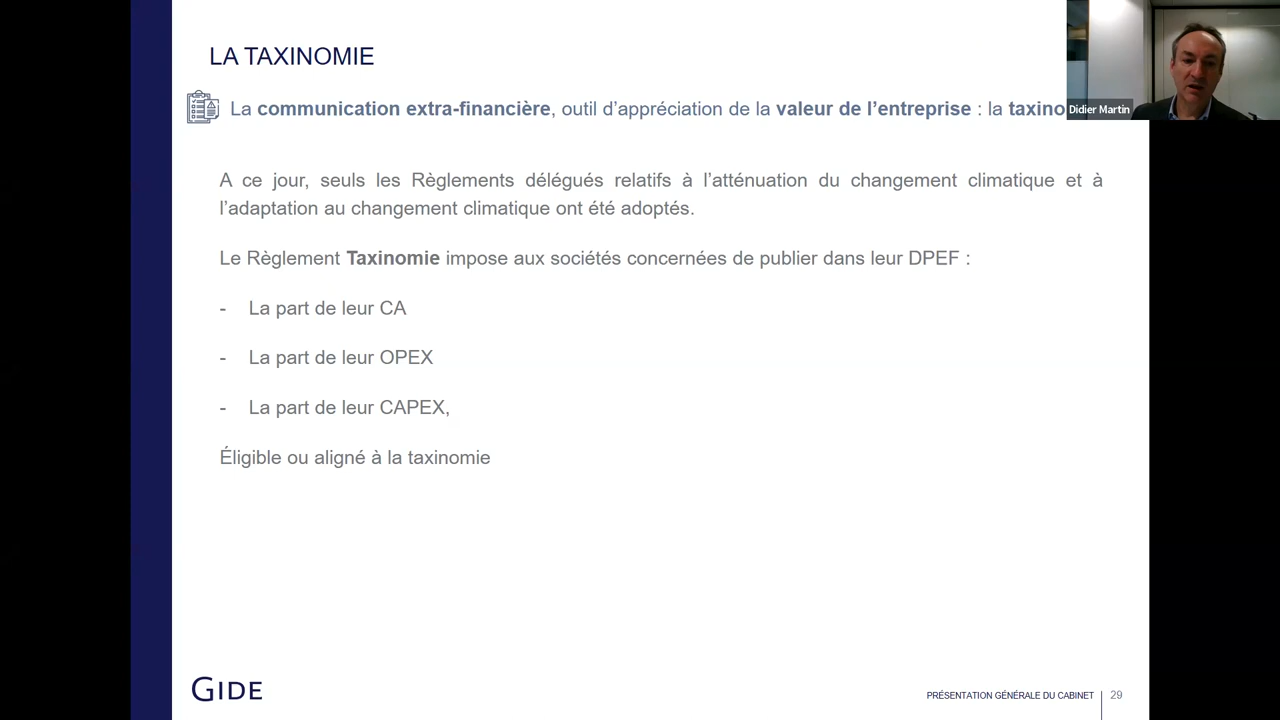 LA TAXINOMIE
La communication extra-financière, outil d’appréciation de la valeur de l’entreprise : la
Didier Martin
A ce jour, seuls les Règlements délégués relatifs à l’atténuation du changement climatique et à
l’adaptation au changement climatique ont été adoptés.
Le Règlement Taxinomie impose aux sociétés concernées de publier dans leur DPEF :
- La part de leur CA
- La part de leur OPEX
- La part de leur CAPEX,
Éligible ou aligné à la taxinomie
GIDE
PRÉSENTATION GÉNÉRALE DU CABINET
29